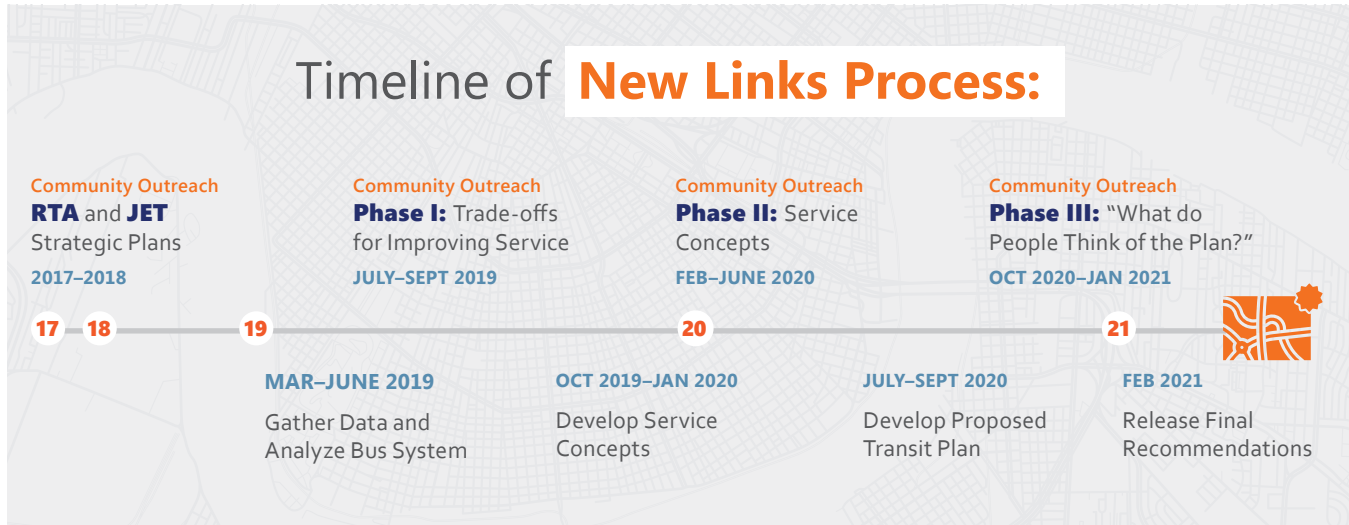 Timeline of New Links Process:
Community Outreach
RTA and JET
Strategic Plans
2017–2018
Community Outreach
Phase I: Trade-offs
for Improving Service
JULY–SEPT 2019
Community Outreach
Phase II: Service
Concepts
FEB–JUNE 2020
Community Outreach
Phase III: “What do
People Think of the Plan?”
OCT 2020–JAN 2021
17
18
19
20
21
MAR–JUNE 2019
Gather Data and
Analyze Bus System
OCT 2019–JAN 2020
Develop Service
Concepts
JULY–SEPT 2020
Develop Proposed
Transit Plan
FEB 2021
Release Final
Recommendations